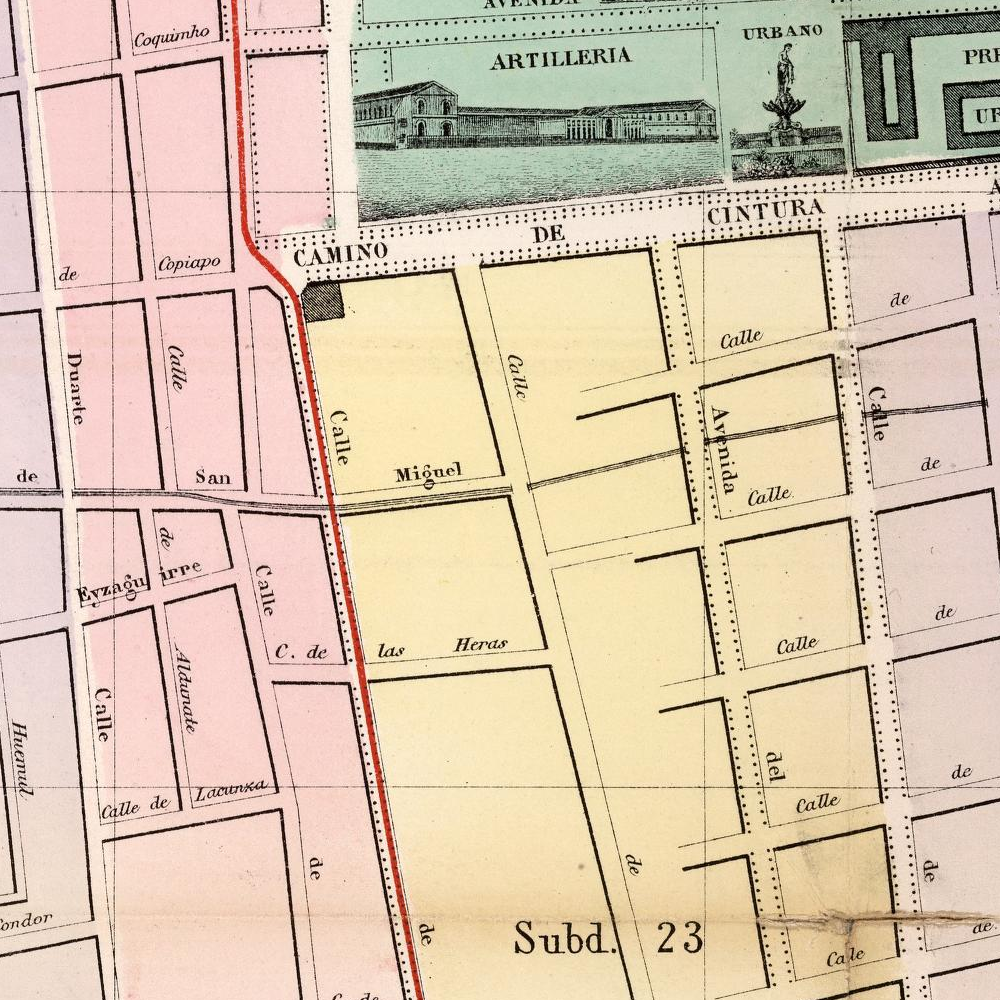 AVENIDA
Coquimbo
ARTILLERIA
URBANO
PRE
UR
CAMINO DE CINTURA
A
de Copiapo
de
Calle
Duarte
Calle
Calle
Calle
Avenida
Calle
de San Miguel
de
Calle
de
Eyzaguirre
Calle
C. de las Heras
Calle
de
Aldunate
Calle
Huemul
del
Calle de Lacunza
Calle
de
de
de
de
Condor
de
Subd. 23
de
Calle
C. de